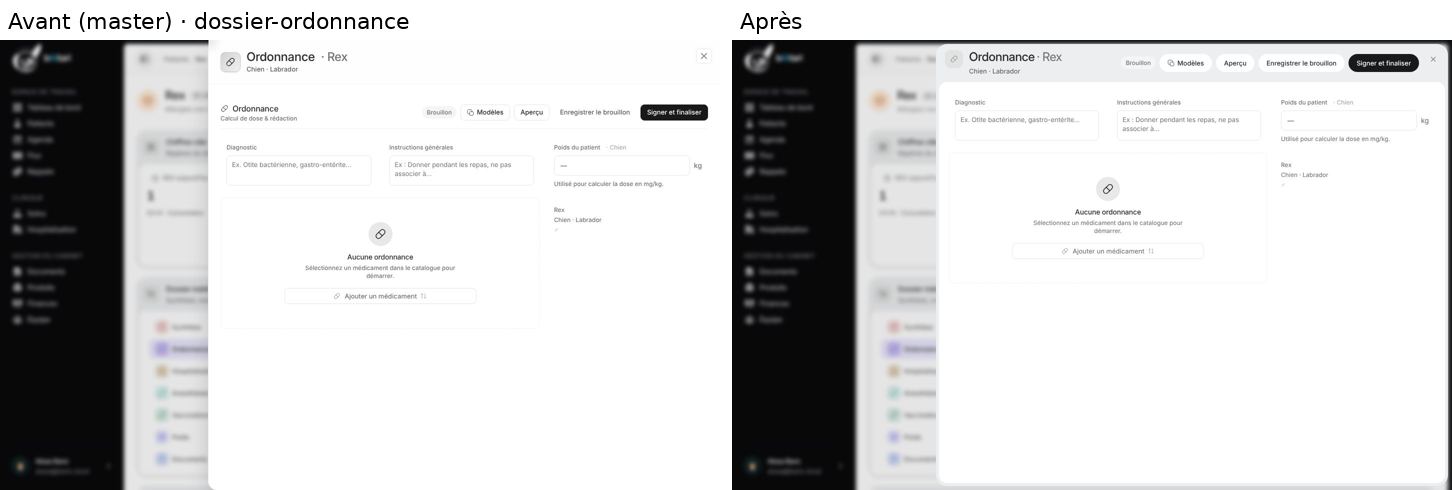 Avant (master) · dossier-ordonnance
Ordonnance · Rex
Chien · Labrador
Ordonnance
Calcul de dose & rédaction
Brouillon
Modèles
Aperçu
Enregistrer le brouillon
Signer et finaliser
Diagnostic
Ex. Otite bactérienne, gastro-entérite...
Instructions générales
Ex : Donner pendant les repas, ne pas
associer à...
Poids du patient · Chien
—
kg
Utilisé pour calculer la dose en mg/kg.
Rex
Chien · Labrador
Aucune ordonnance
Sélectionnez un médicament dans le catalogue pour
démarrer.
Ajouter un médicament
Après
Ordonnance · Rex
Chien · Labrador
Brouillon
Modèles
Aperçu
Enregistrer le brouillon
Signer et finaliser
Diagnostic
Ex. Otite bactérienne, gastro-entérite...
Instructions générales
Ex : Donner pendant les repas, ne pas
associer à...
Poids du patient · Chien
—
kg
Utilisé pour calculer la dose en mg/kg.
Rex
Chien · Labrador
Aucune ordonnance
Sélectionnez un médicament dans le catalogue pour
démarrer.
Ajouter un médicament